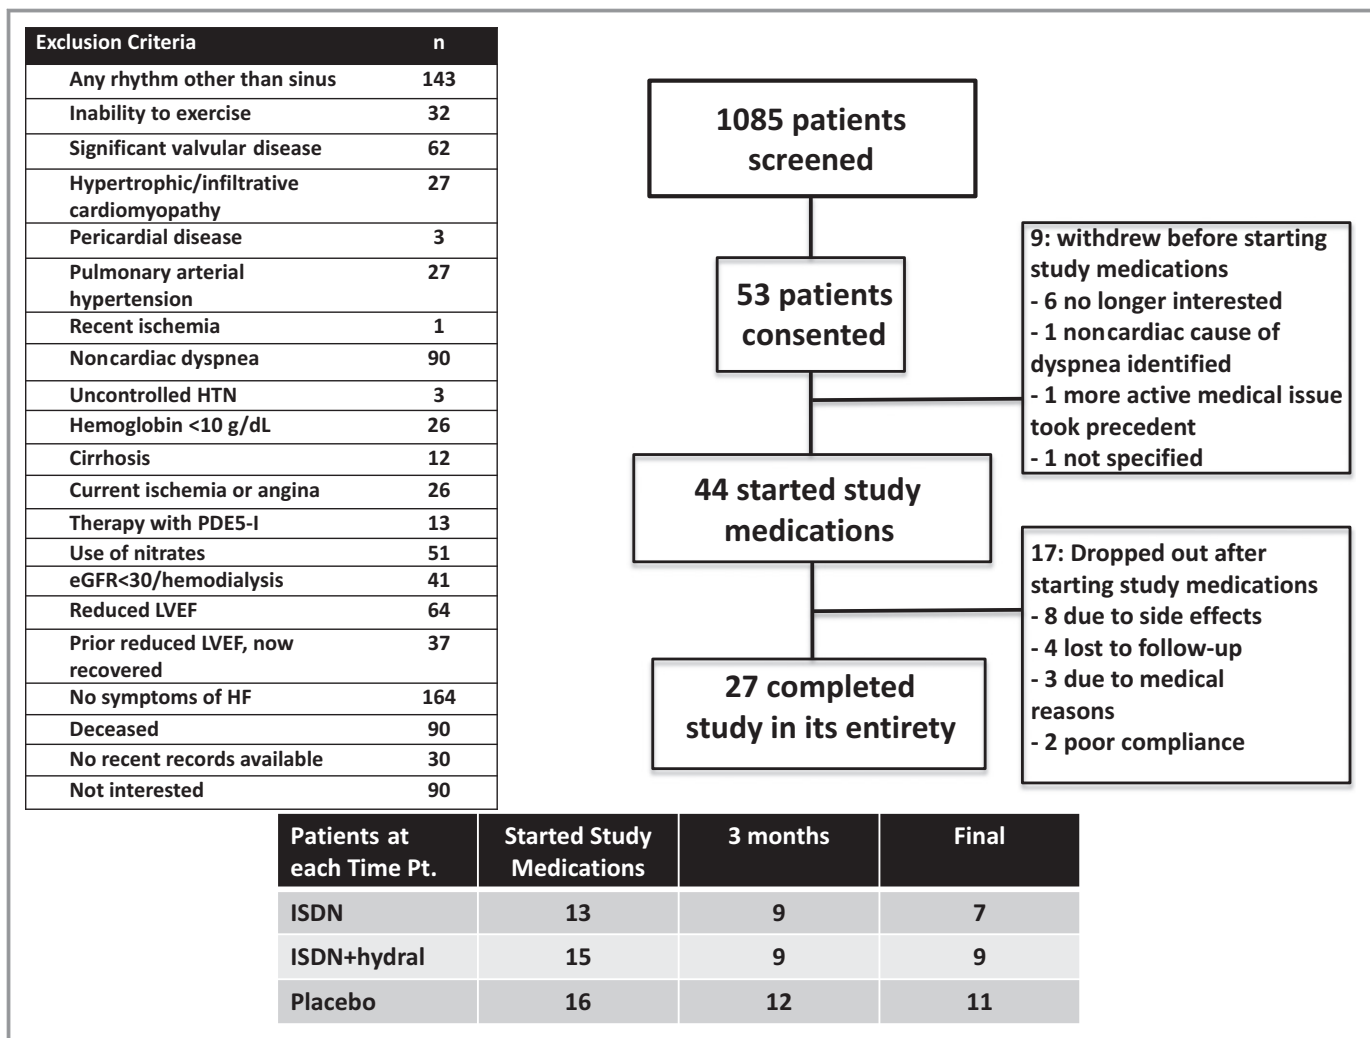 Exclusion Criteria n
Any rhythm other than sinus 143
Inability to exercise 32
Significant valvular disease 62
Hypertrophic/infiltrative 27
cardiomyopathy
Pericardial disease 3
Pulmonary arterial 27
hypertension
Recent ischemia 1
Noncardiac dyspnea 90
Uncontrolled HTN 3
Hemoglobin <10 g/dL 26
Cirrhosis 12
Current ischemia or angina 26
Therapy with PDE5-I 13
Use of nitrates 51
eGFR<30/hemodialysis 41
Reduced LVEF 64
Prior reduced LVEF, now 37
recovered
No symptoms of HF 164
Deceased 90
No recent records available 30
Not interested 90
1085 patients
screened
53 patients
consented
9: withdrew before starting
study medications
- 6 no longer interested
- 1 noncardiac cause of
dyspnea identified
- 1 more active medical issue
took precedent
- 1 not specified
44 started study
medications
17: Dropped out after
starting study medications
- 8 due to side effects
- 4 lost to follow-up
- 3 due to medical
reasons
- 2 poor compliance
27 completed
study in its entirety
Patients at Started Study 3 months Final
each Time Pt. Medications
ISDN 13 9 7
ISDN+hydral 15 9 9
Placebo 16 12 11